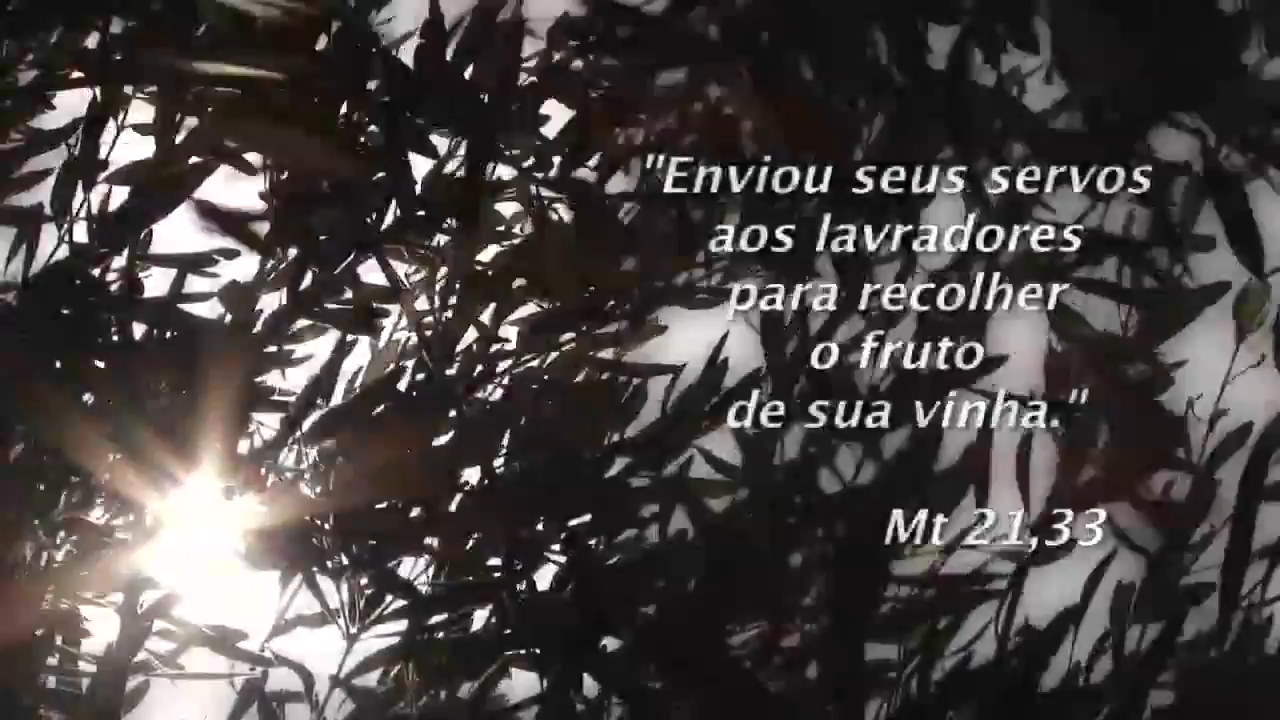 "Enviou seus servos
aos lavradores
para recolher
o fruto
de sua vinha."
Mt 21,33